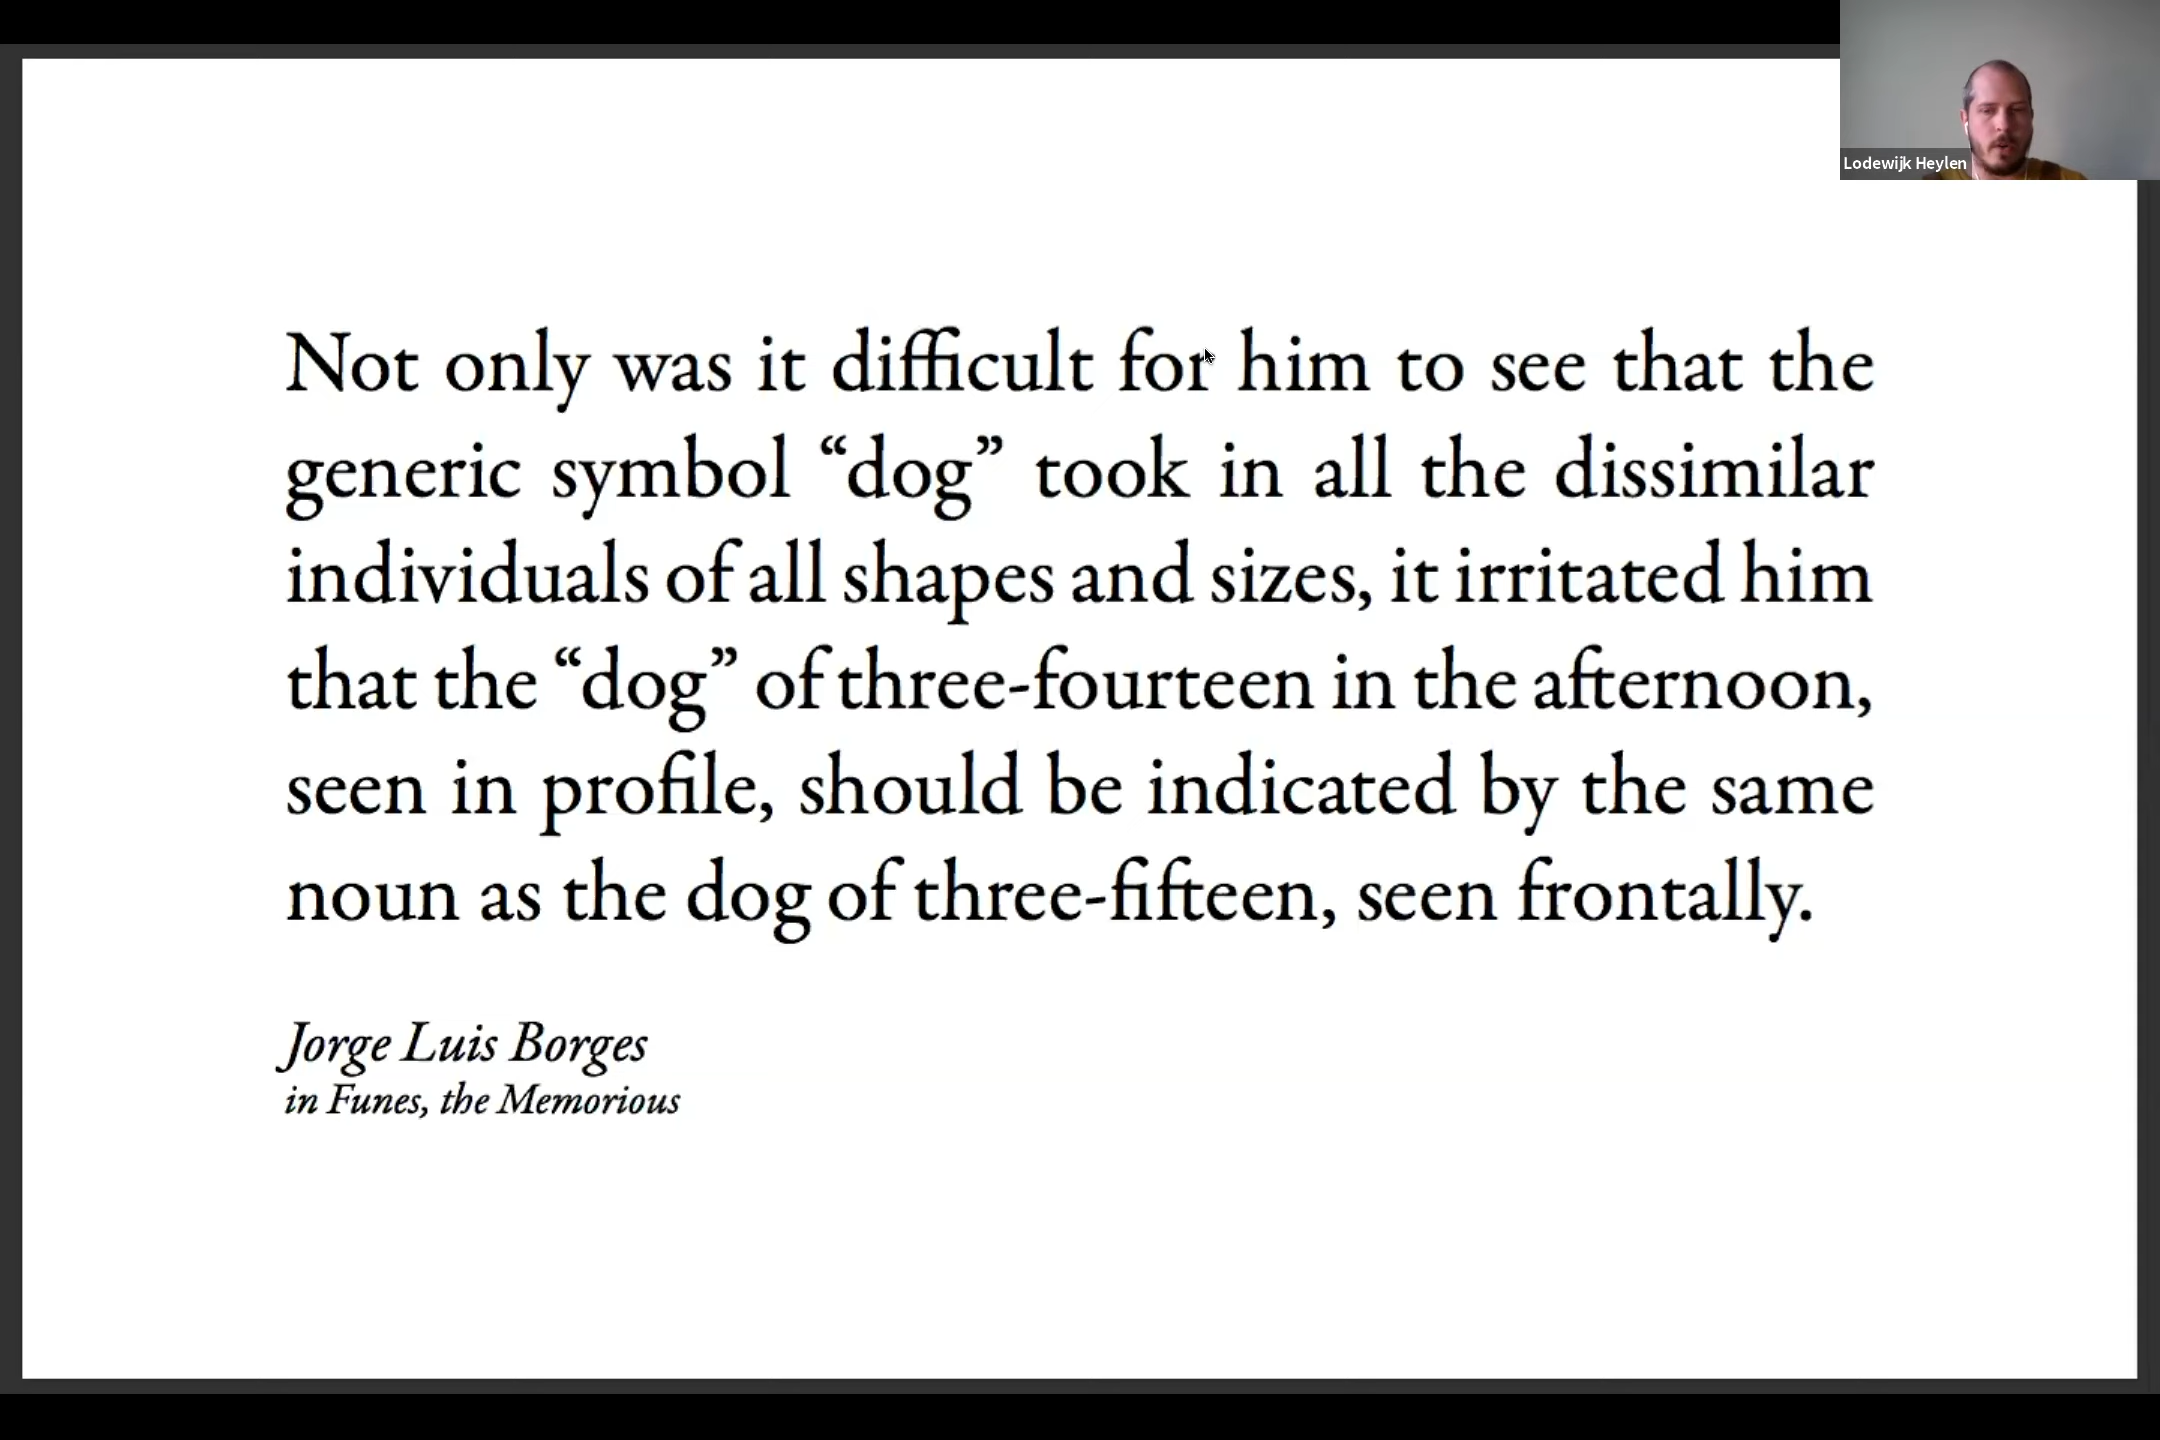 Lodewijk Heylen
Not only was it difficult for him to see that the
generic symbol “dog” took in all the dissimilar
individuals of all shapes and sizes, it irritated him
that the “dog” of three-fourteen in the afternoon,
seen in profile, should be indicated by the same
noun as the dog of three-fifteen, seen frontally.
Jorge Luis Borges
in Funes, the Memorious